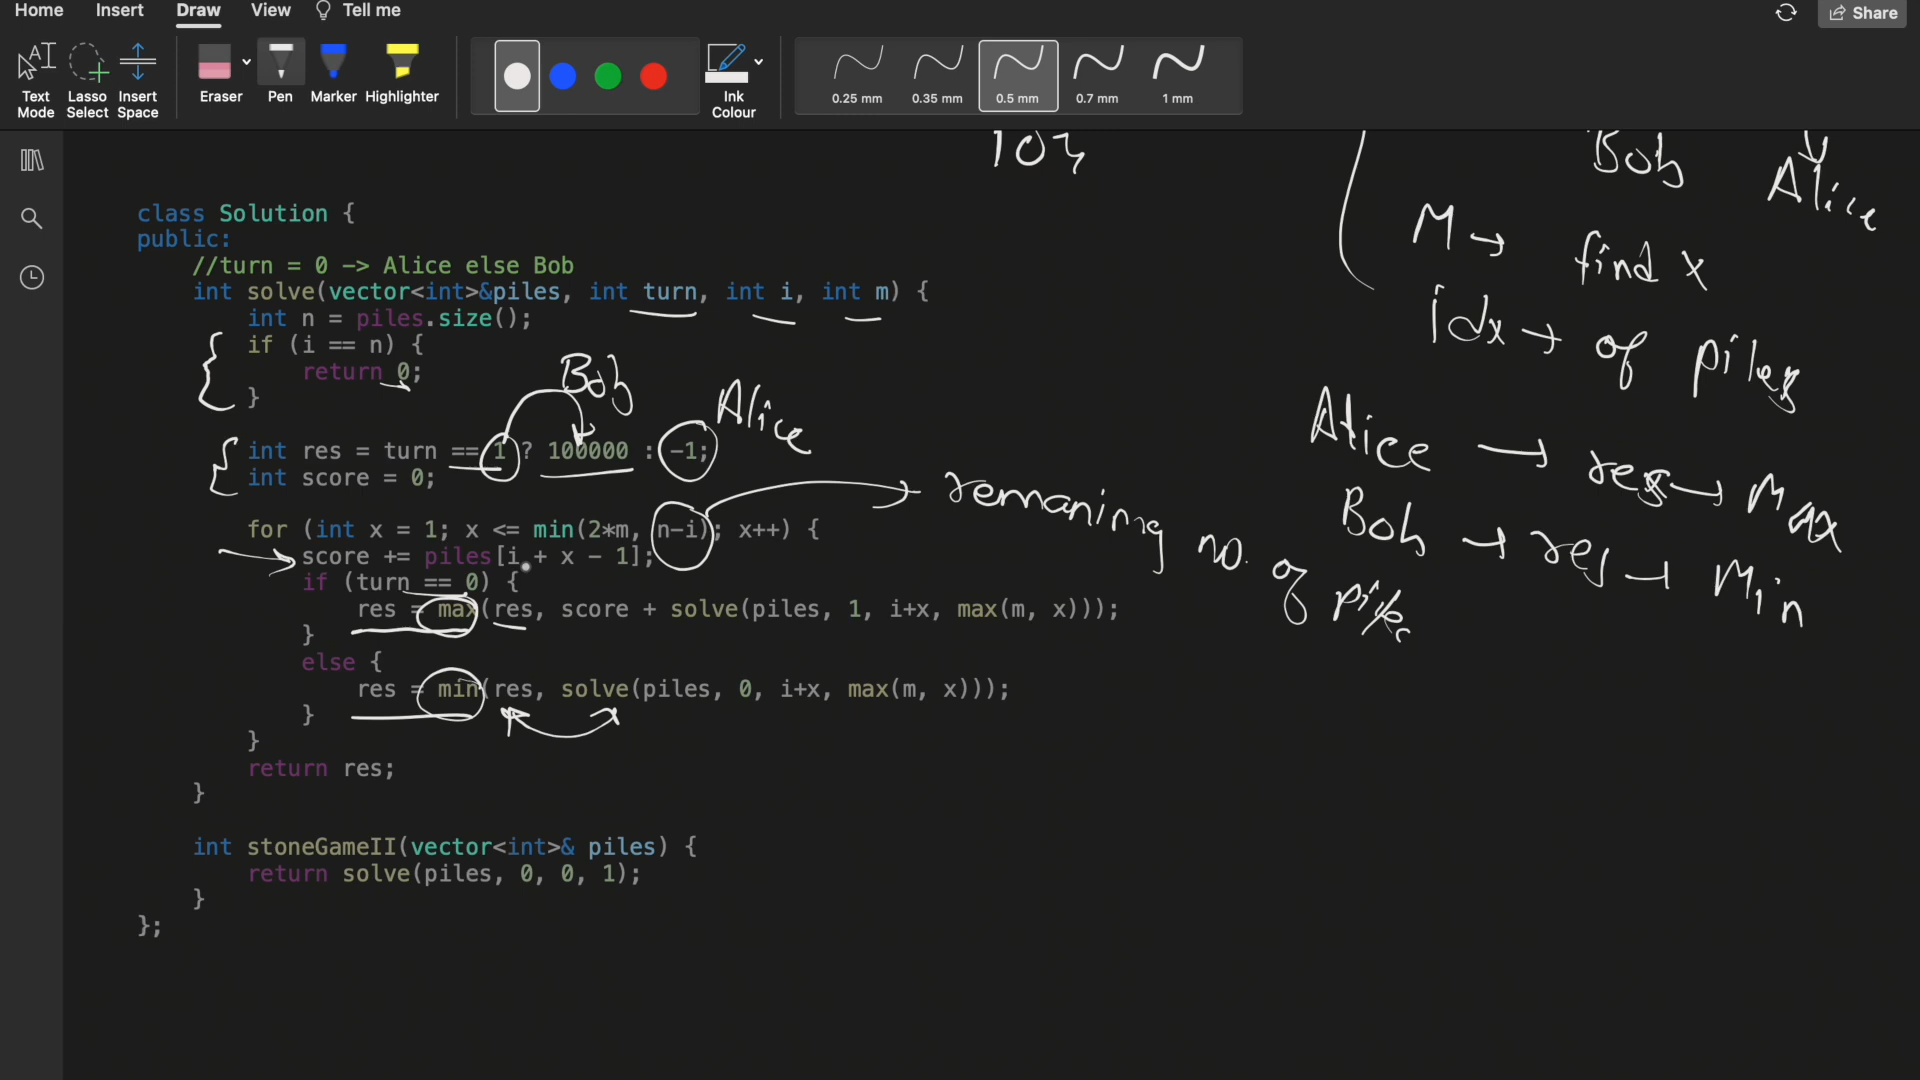 Home Insert Draw View Tell me Share
Text Mode Lasso Select Insert Space Eraser Pen Marker Highlighter Ink Colour 0.25 mm 0.35 mm 0.5 mm 0.7 mm 1 mm
Bob Alice
M → find x
idx → of piles
Alice → res → Max
Bob → res → Min
class Solution {
public:
//turn = 0 -> Alice else Bob
int solve(vector<int>&piles, int turn, int i, int m) {
int n = piles.size();
if (i == n) {
return 0;
}
Bob Alice
int res = turn == 1 ? 100000 : -1;
int score = 0;
remaning no. of piles
for (int x = 1; x <= min(2*m, n-i); x++) {
score += piles[i + x - 1];
if (turn == 0) {
res = max(res, score + solve(piles, 1, i+x, max(m, x)));
}
else {
res = min(res, solve(piles, 0, i+x, max(m, x)));
}
}
return res;
}
int stoneGameII(vector<int>& piles) {
return solve(piles, 0, 0, 1);
}
};